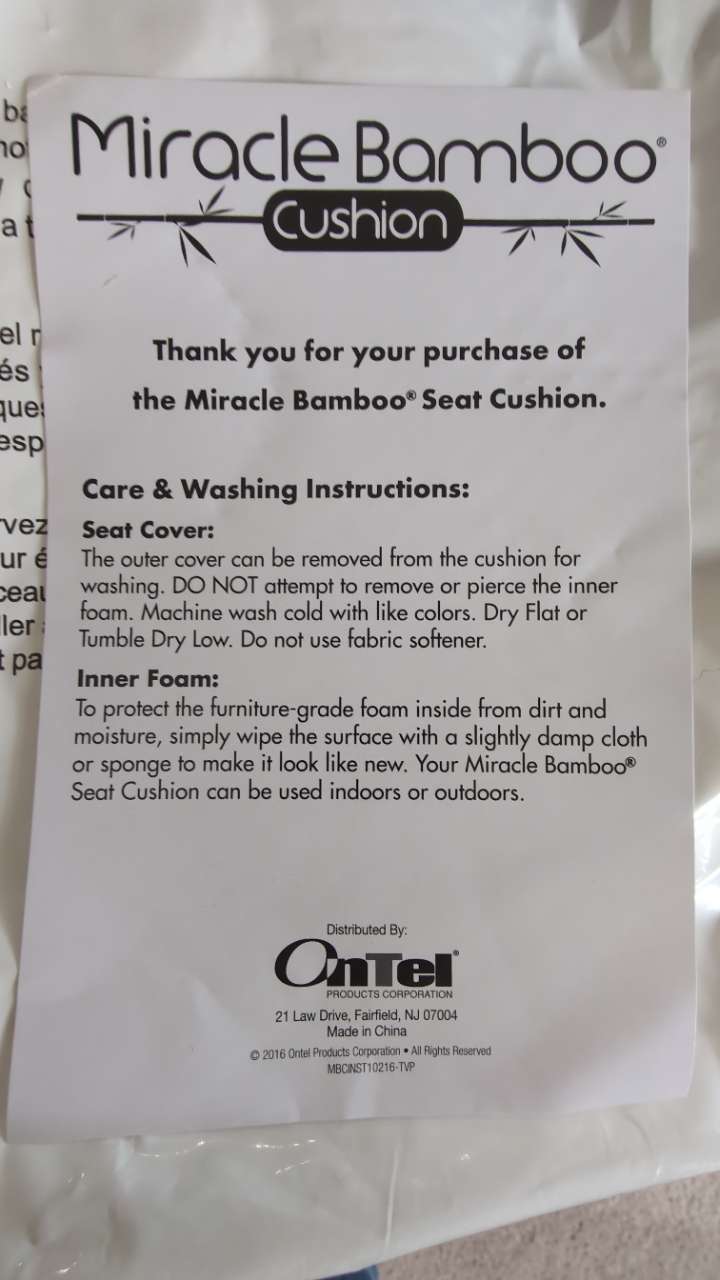 Miracle Bamboo®
Cushion
Thank you for your purchase of
the Miracle Bamboo® Seat Cushion.
Care & Washing Instructions:
Seat Cover:
The outer cover can be removed from the cushion for
washing. DO NOT attempt to remove or pierce the inner
foam. Machine wash cold with like colors. Dry Flat or
Tumble Dry Low. Do not use fabric softener.
Inner Foam:
To protect the furniture-grade foam inside from dirt and
moisture, simply wipe the surface with a slightly damp cloth
or sponge to make it look like new. Your Miracle Bamboo®
Seat Cushion can be used indoors or outdoors.
Distributed By:
OnTel®
PRODUCTS CORPORATION
21 Law Drive, Fairfield, NJ 07004
Made in China
© 2016 Ontel Products Corporation • All Rights Reserved
MBCINST10216-TVP